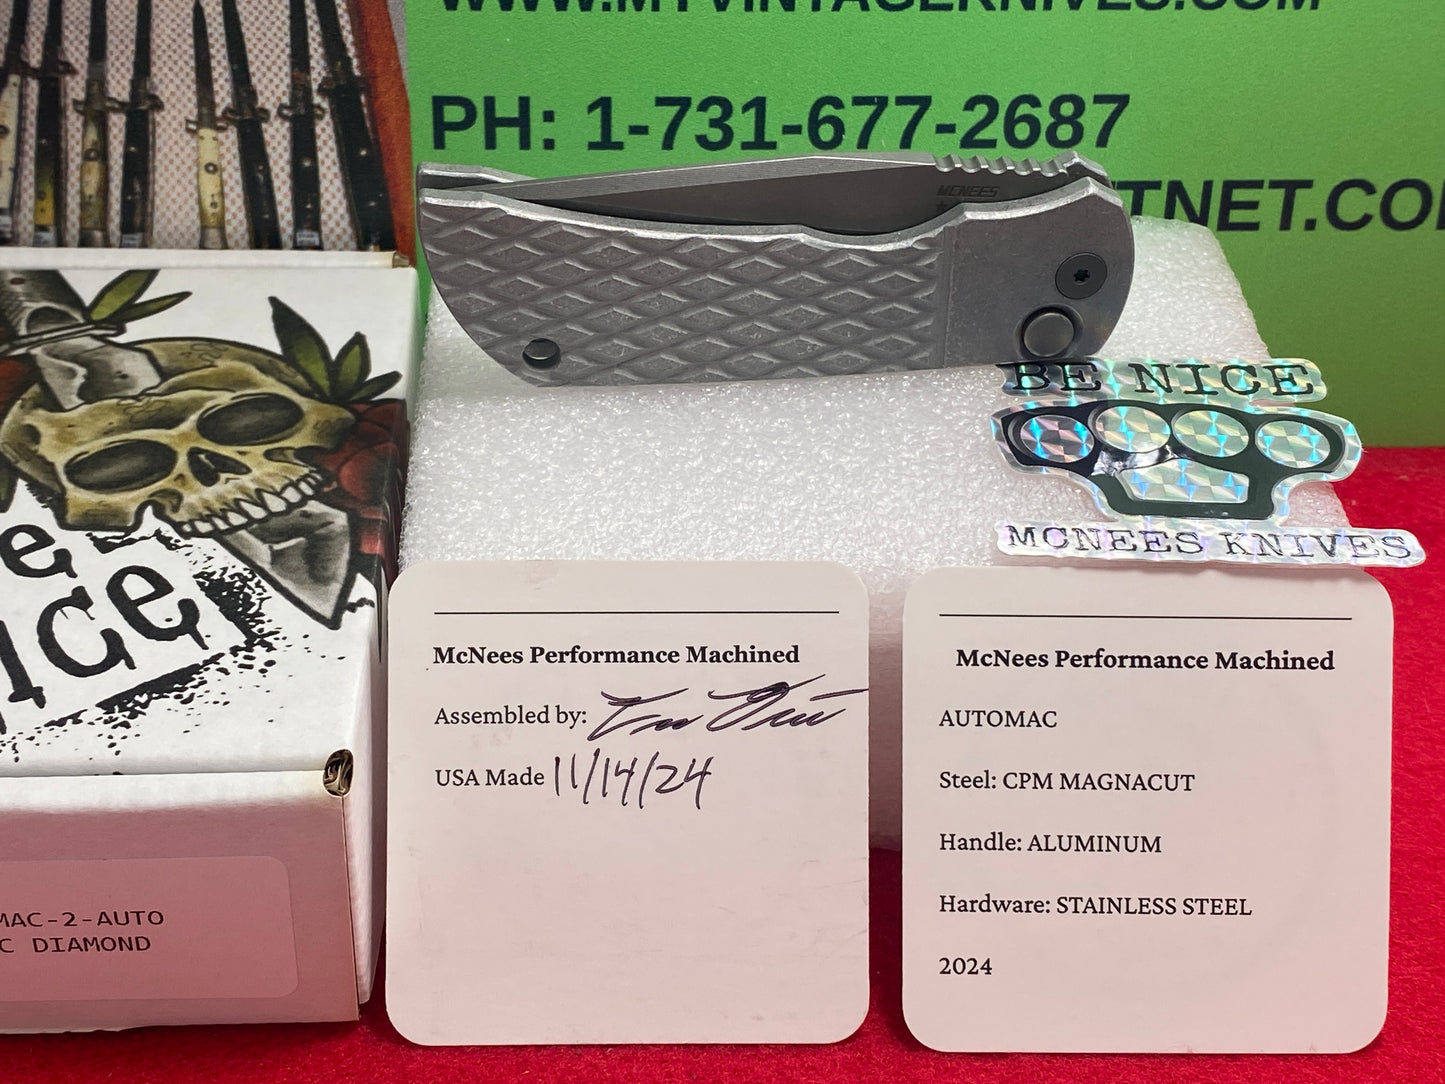 WWW.MYVINTAGEKNIVES.COM
PH: 1-731-677-2687
TNET.CO
MCNEES
BE NICE
MCNEES KNIVES
e
ice
MAC-2-AUTO
C DIAMOND
McNees Performance Machined
Assembled by:
USA Made 11/14/24
McNees Performance Machined
AUTOMAC
Steel: CPM MAGNACUT
Handle: ALUMINUM
Hardware: STAINLESS STEEL
2024